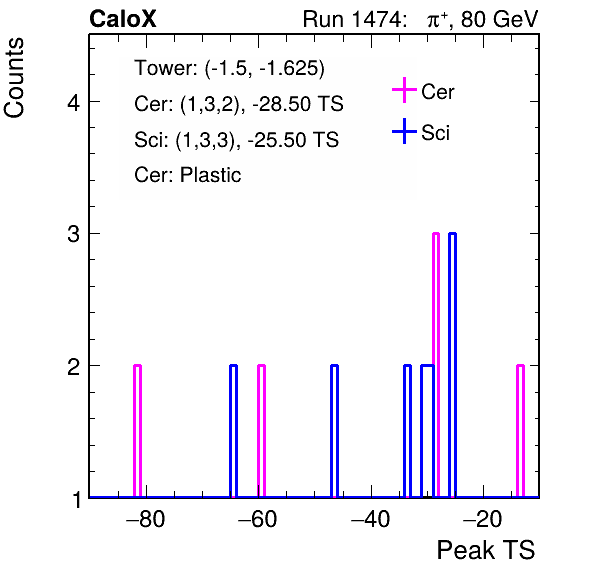 CaloX Run 1474: π⁺, 80 GeV
Counts
Tower: (-1.5, -1.625)
Cer: (1,3,2), -28.50 TS
Sci: (1,3,3), -25.50 TS
Cer: Plastic
Cer
Sci
4
3
2
1
−80 −60 −40 −20
Peak TS